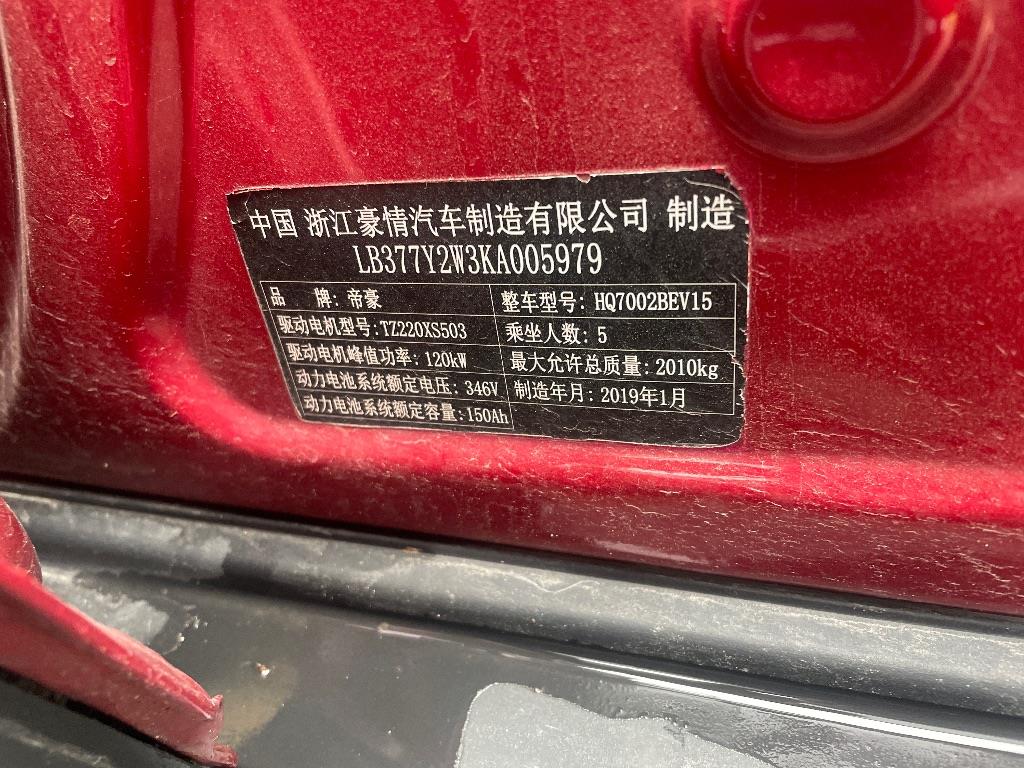 中国 浙江豪情汽车制造有限公司 制造
LB377Y2W3KA005979
品 牌: 帝豪 整车型号: HQ7002BEV15
驱动电机型号:TZ220XS503 乘坐人数: 5
驱动电机峰值功率: 120kW 最大允许总质量: 2010kg
动力电池系统额定电压: 346V 制造年月: 2019年1月
动力电池系统额定容量:150Ah